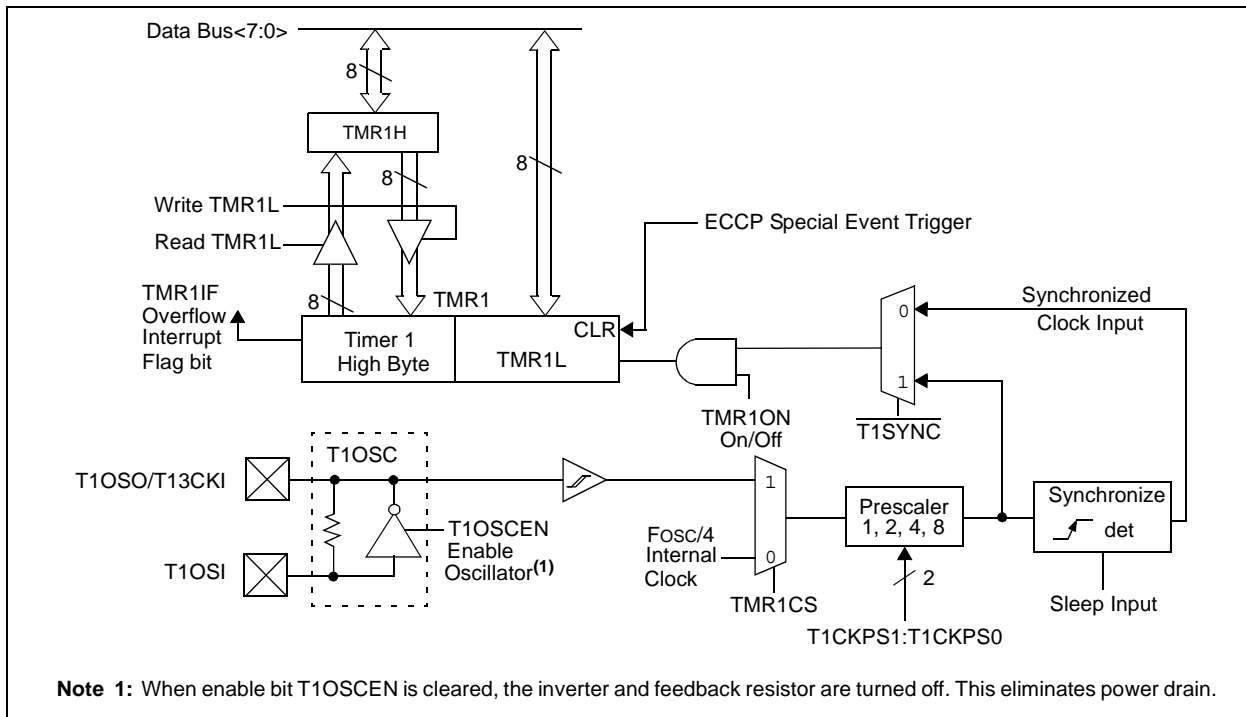 Data Bus<7:0>
8
TMR1H
8
8
Write TMR1L
Read TMR1L
ECCP Special Event Trigger
8
TMR1
TMR1IF
Overflow
Interrupt
Flag bit
Timer 1
High Byte
TMR1L
CLR
0
1
Synchronized
Clock Input
TMR1ON
On/Off
T1SYNC
T1OSC
T1OSO/T13CKI
T1OSI
T1OSCEN
Enable
Oscillator(1)
1
0
FOSC/4
Internal
Clock
TMR1CS
Prescaler
1, 2, 4, 8
2
T1CKPS1:T1CKPS0
Synchronize
det
Sleep Input
Note 1: When enable bit T1OSCEN is cleared, the inverter and feedback resistor are turned off. This eliminates power drain.